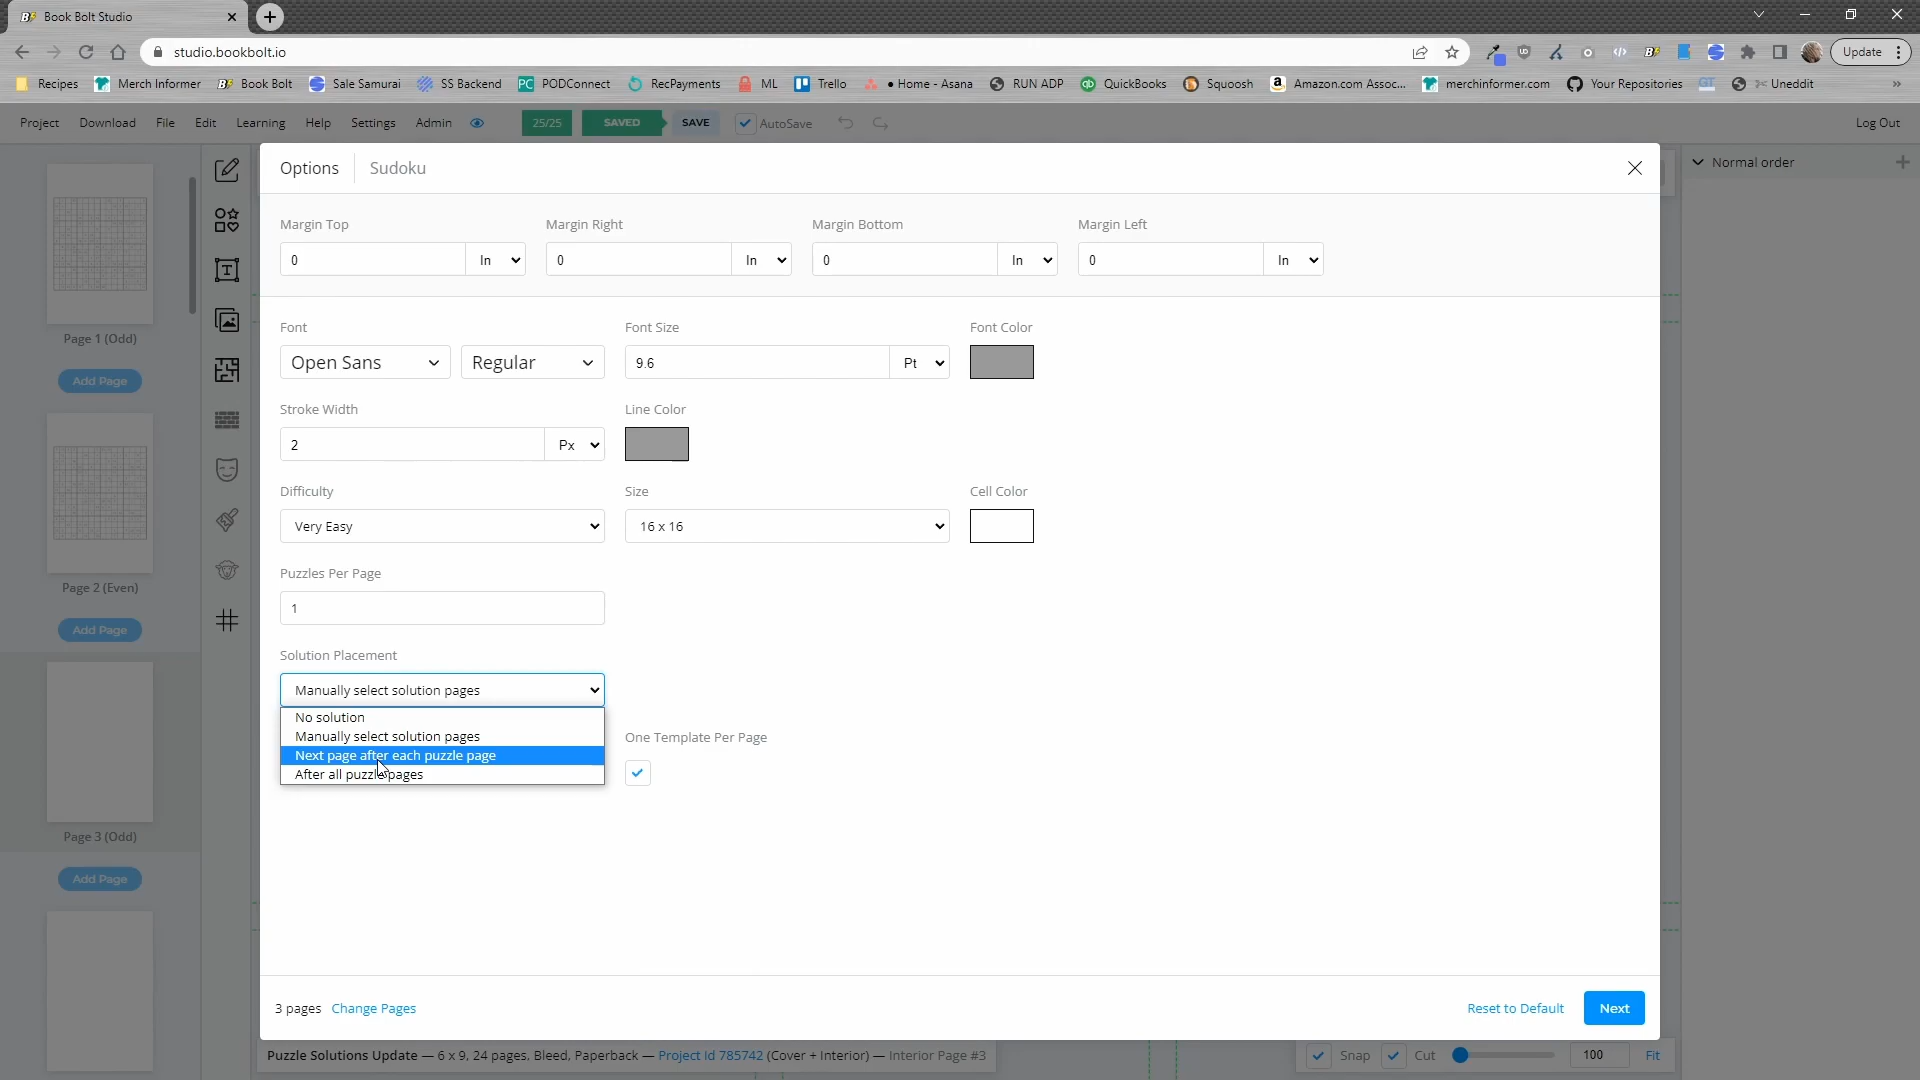 Book Bolt Studio
studio.bookbolt.io
Update
Recipes Merch Informer Book Bolt Sale Samurai SS Backend PODConnect RecPayments ML Trello • Home - Asana RUN ADP QuickBooks Squoosh Amazon.com Assoc... merchinformer.com Your Repositories GT Uneddit »
Project Download File Edit Learning Help Settings Admin 25/25 SAVED SAVE AutoSave Log Out
Options Sudoku
Normal order
Margin Top Margin Right Margin Bottom Margin Left
0 In 0 In 0 In 0 In
Font Font Size Font Color
Open Sans Regular 9.6 Pt
Stroke Width Line Color
2 Px
Difficulty Size Cell Color
Very Easy 16 x 16
Puzzles Per Page
1
Solution Placement
Manually select solution pages
No solution
Manually select solution pages
Next page after each puzzle page
After all puzzle pages
One Template Per Page
Page 1 (Odd)
Add Page
Page 2 (Even)
Add Page
Page 3 (Odd)
Add Page
3 pages Change Pages Reset to Default Next
Puzzle Solutions Update — 6 x 9, 24 pages, Bleed, Paperback — Project Id 785742 (Cover + Interior) — Interior Page #3
Snap Cut 100 Fit